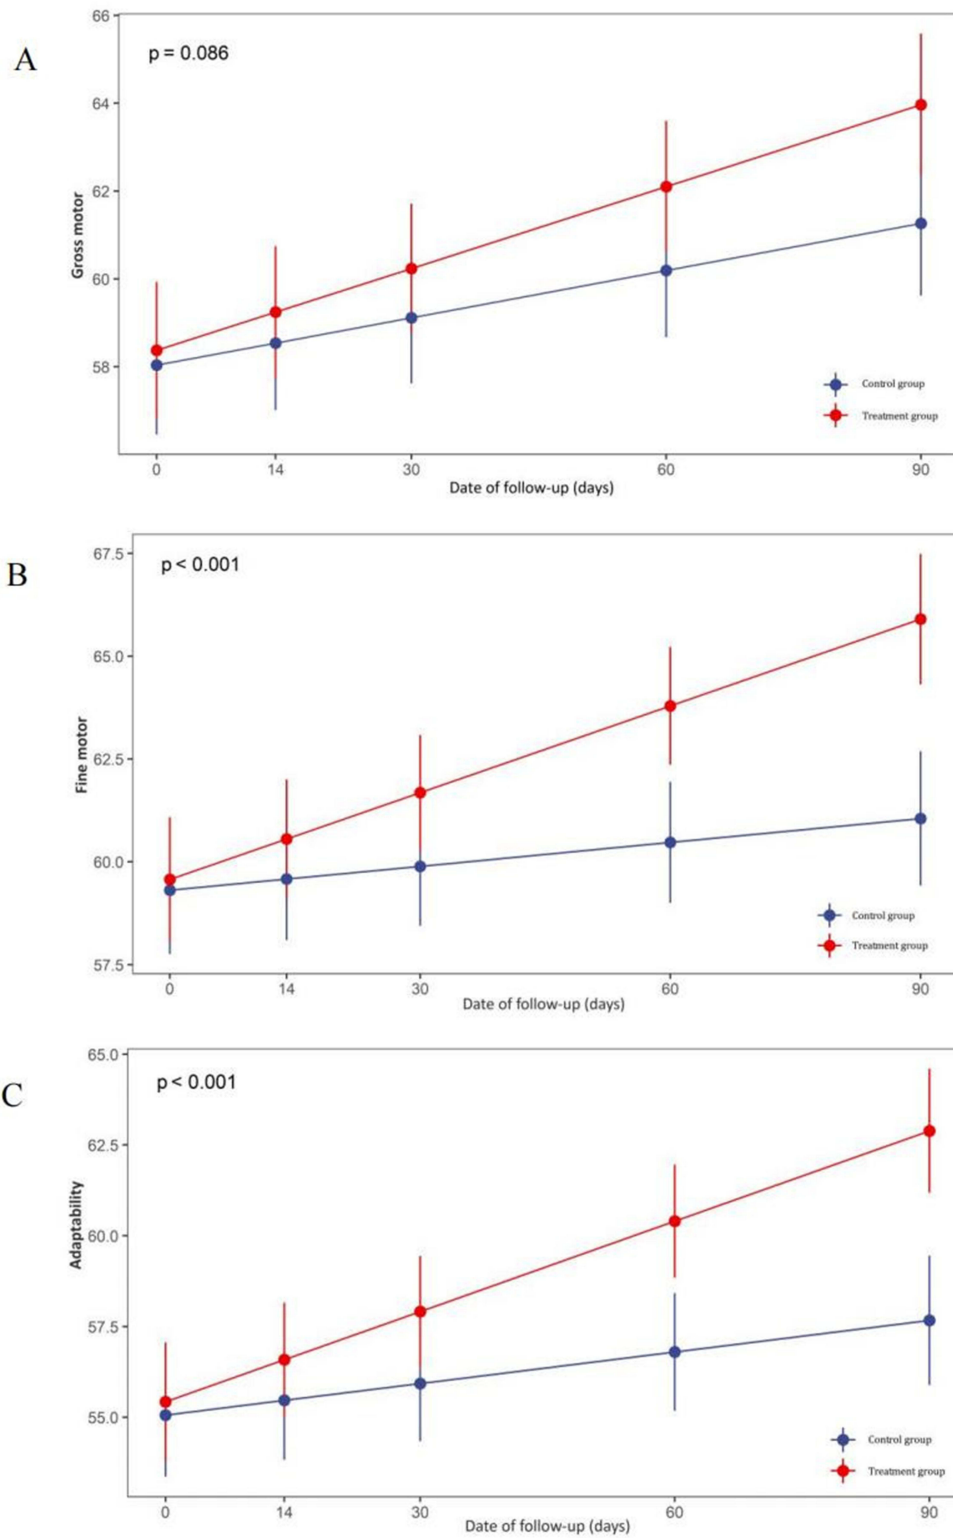 A
p = 0.086
66
64
62
60
58
Gross motor
Control group
Treatment group
0 14 30 60 90
Date of follow-up (days)
B
p < 0.001
67.5
65.0
62.5
60.0
57.5
Fine motor
Control group
Treatment group
0 14 30 60 90
Date of follow-up (days)
C
p < 0.001
65.0
62.5
60.0
57.5
55.0
Adaptability
Control group
Treatment group
0 14 30 60 90
Date of follow-up (days)